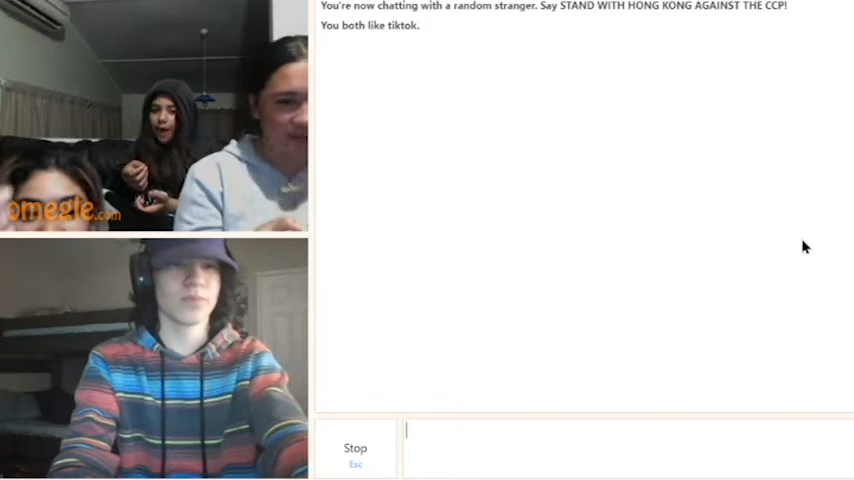 You're now chatting with a random stranger. Say STAND WITH HONG KONG AGAINST THE CCP!
You both like tiktok.
omegle.com
Stop
Esc